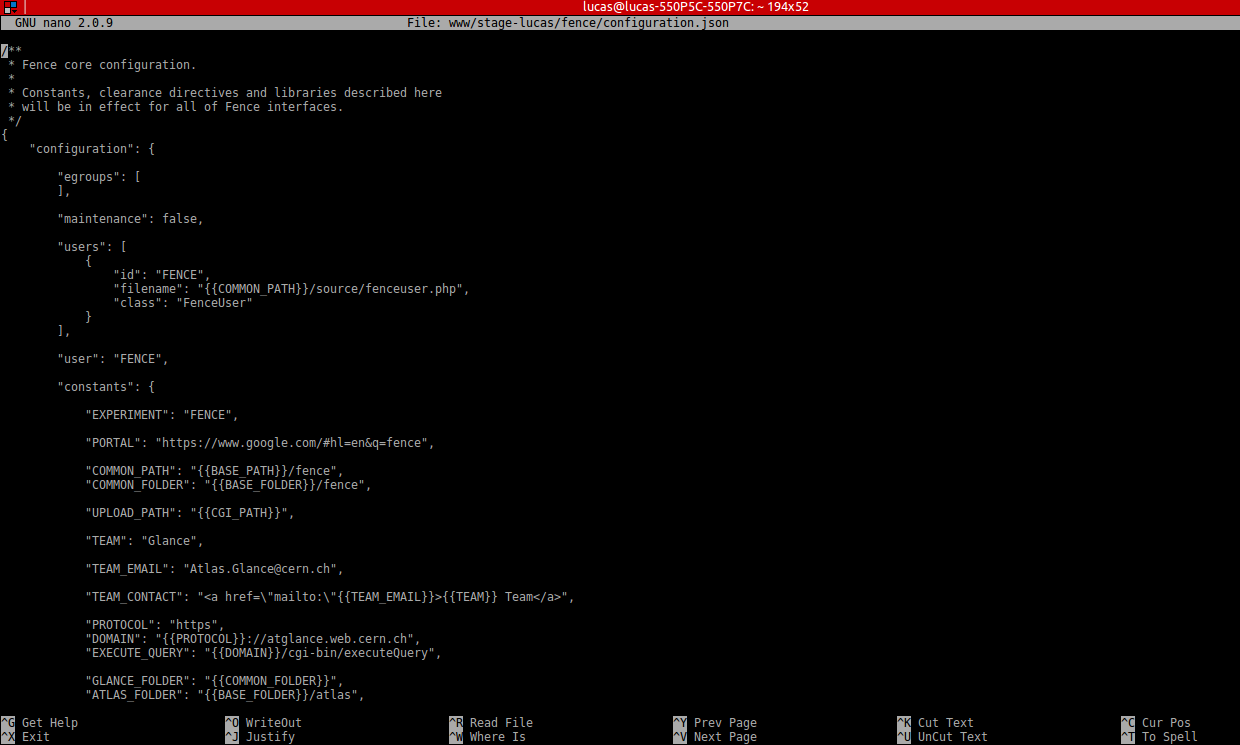 lucas@lucas-550P5C-550P7C: ~ 194x52
GNU nano 2.0.9 File: www/stage-lucas/fence/configuration.json
/**
 * Fence core configuration.
 *
 * Constants, clearance directives and libraries described here
 * will be in effect for all of Fence interfaces.
 */
{
    "configuration": {
        "egroups": [
        ],
        "maintenance": false,
        "users": [
            {
                "id": "FENCE",
                "filename": "{{COMMON_PATH}}/source/fenceuser.php",
                "class": "FenceUser"
            }
        ],
        "user": "FENCE",
        "constants": {
            "EXPERIMENT": "FENCE",
            "PORTAL": "https://www.google.com/#hl=en&q=fence",
            "COMMON_PATH": "{{BASE_PATH}}/fence",
            "COMMON_FOLDER": "{{BASE_FOLDER}}/fence",
            "UPLOAD_PATH": "{{CGI_PATH}}",
            "TEAM": "Glance",
            "TEAM_EMAIL": "Atlas.Glance@cern.ch",
            "TEAM_CONTACT": "<a href=\"mailto:\"{{TEAM_EMAIL}}>{{TEAM}} Team</a>",
            "PROTOCOL": "https",
            "DOMAIN": "{{PROTOCOL}}://atglance.web.cern.ch",
            "EXECUTE_QUERY": "{{DOMAIN}}/cgi-bin/executeQuery",
            "GLANCE_FOLDER": "{{COMMON_FOLDER}}",
            "ATLAS_FOLDER": "{{BASE_FOLDER}}/atlas",
^G Get Help ^O WriteOut ^R Read File ^Y Prev Page ^K Cut Text ^C Cur Pos
^X Exit ^J Justify ^W Where Is ^V Next Page ^U UnCut Text ^T To Spell